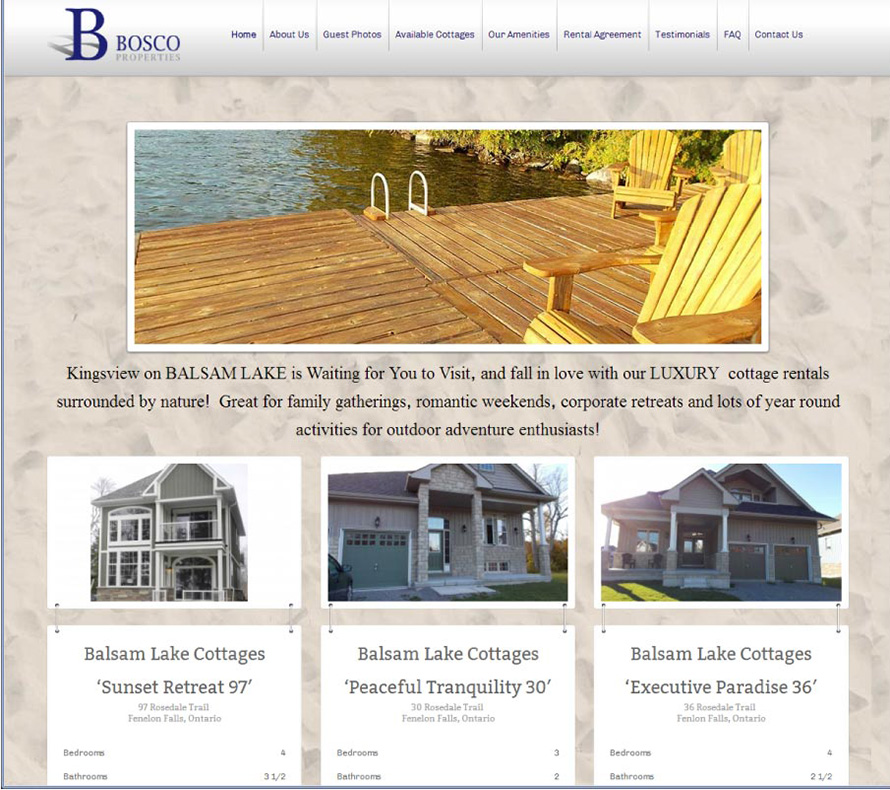 B BOSCO
PROPERTIES
Home About Us Guest Photos Available Cottages Our Amenities Rental Agreement Testimonials FAQ Contact Us
Kingsview on BALSAM LAKE is Waiting for You to Visit, and fall in love with our LUXURY cottage rentals
surrounded by nature! Great for family gatherings, romantic weekends, corporate retreats and lots of year round
activities for outdoor adventure enthusiasts!
Balsam Lake Cottages
‘Sunset Retreat 97’
97 Rosedale Trail
Fenelon Falls, Ontario
Bedrooms 4
Bathrooms 3 1/2
Balsam Lake Cottages
‘Peaceful Tranquility 30’
30 Rosedale Trail
Fenelon Falls, Ontario
Bedrooms 3
Bathrooms 2
Balsam Lake Cottages
‘Executive Paradise 36’
36 Rosedale Trail
Fenlon Falls, Ontario
Bedrooms 4
Bathrooms 2 1/2